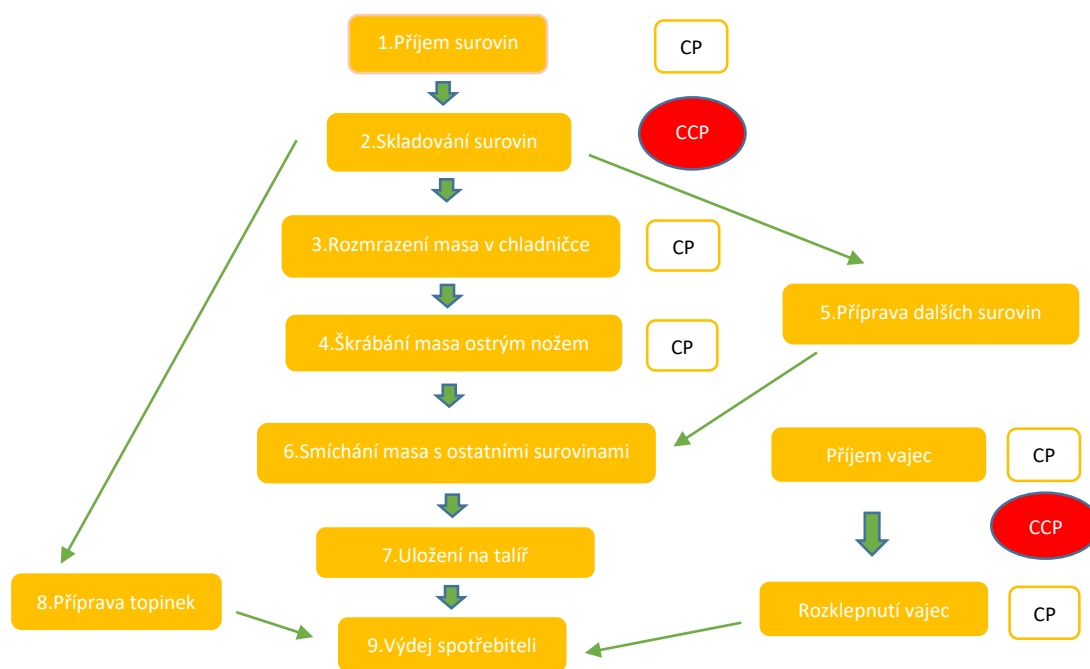 1.Příjem surovin
CP
2.Skladování surovin
CCP
3.Rozmrazení masa v chladničce
CP
5.Příprava dalších surovin
4.Škrábání masa ostrým nožem
CP
6.Smíchání masa s ostatními surovinami
Příjem vajec
CP
CCP
7.Uložení na talíř
8.Příprava topinek
Rozklepnutí vajec
CP
9.Výdej spotřebiteli